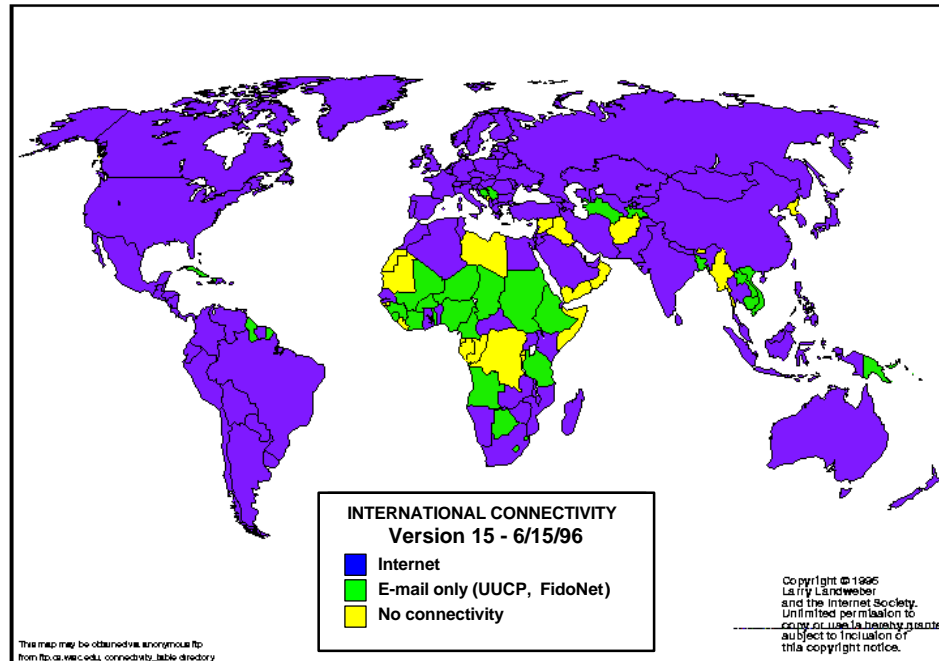 INTERNATIONAL CONNECTIVITY
Version 15 - 6/15/96
Internet
E-mail only (UUCP, FidoNet)
No connectivity
This map may be obtained via anonymous ftp
from ftp.cs.wisc.edu, connectivity_table directory
Copyright © 1996
Larry Landweber
and the Internet Society.
Unlimited permission to
copy or use is hereby grante
subject to inclusion of
this copyright notice.